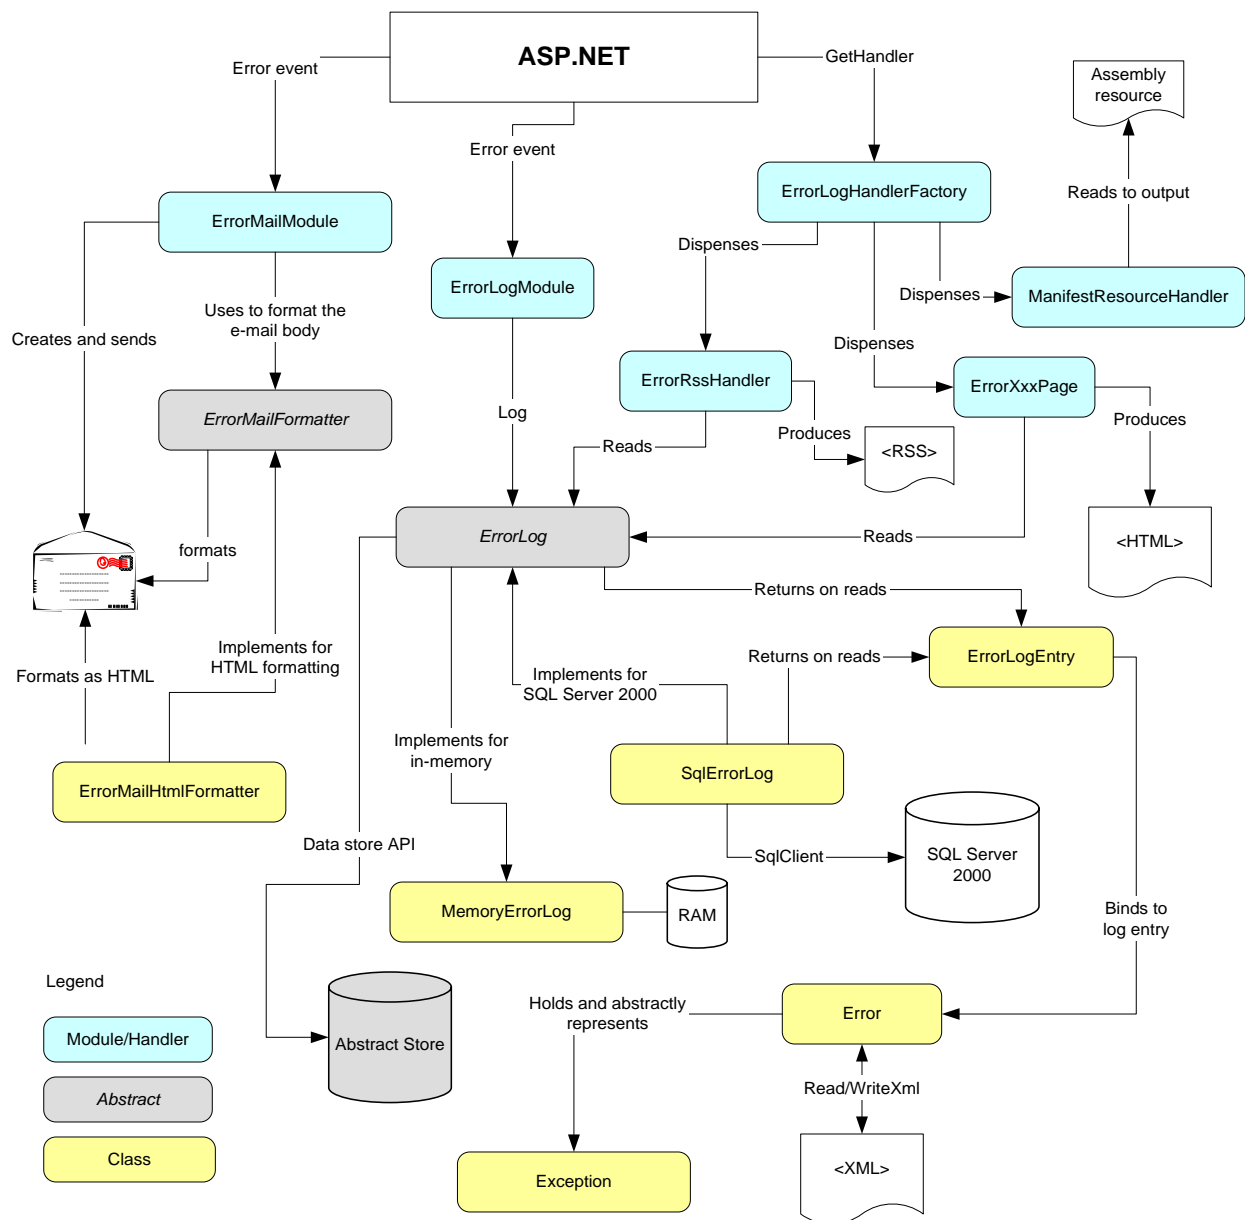 ASP.NET
Error event
GetHandler
Assembly
resource
Error event
ErrorMailModule
ErrorLogHandlerFactory
Reads to output
Dispenses
ErrorLogModule
Dispenses
ManifestResourceHandler
Uses to format the
e-mail body
Creates and sends
Dispenses
ErrorRssHandler
ErrorXxxPage
ErrorMailFormatter
Log
Reads
Produces
<RSS>
Produces
ErrorLog
Reads
<HTML>
formats
Returns on reads
Implements for
HTML formatting
Formats as HTML
Implements for
SQL Server 2000
Returns on reads
ErrorLogEntry
Implements for
in-memory
SqlErrorLog
ErrorMailHtmlFormatter
Data store API
SqlClient
SQL Server
2000
MemoryErrorLog
RAM
Binds to
log entry
Legend
Holds and abstractly
represents
Error
Module/Handler
Abstract Store
Read/WriteXml
Abstract
Class
Exception
<XML>